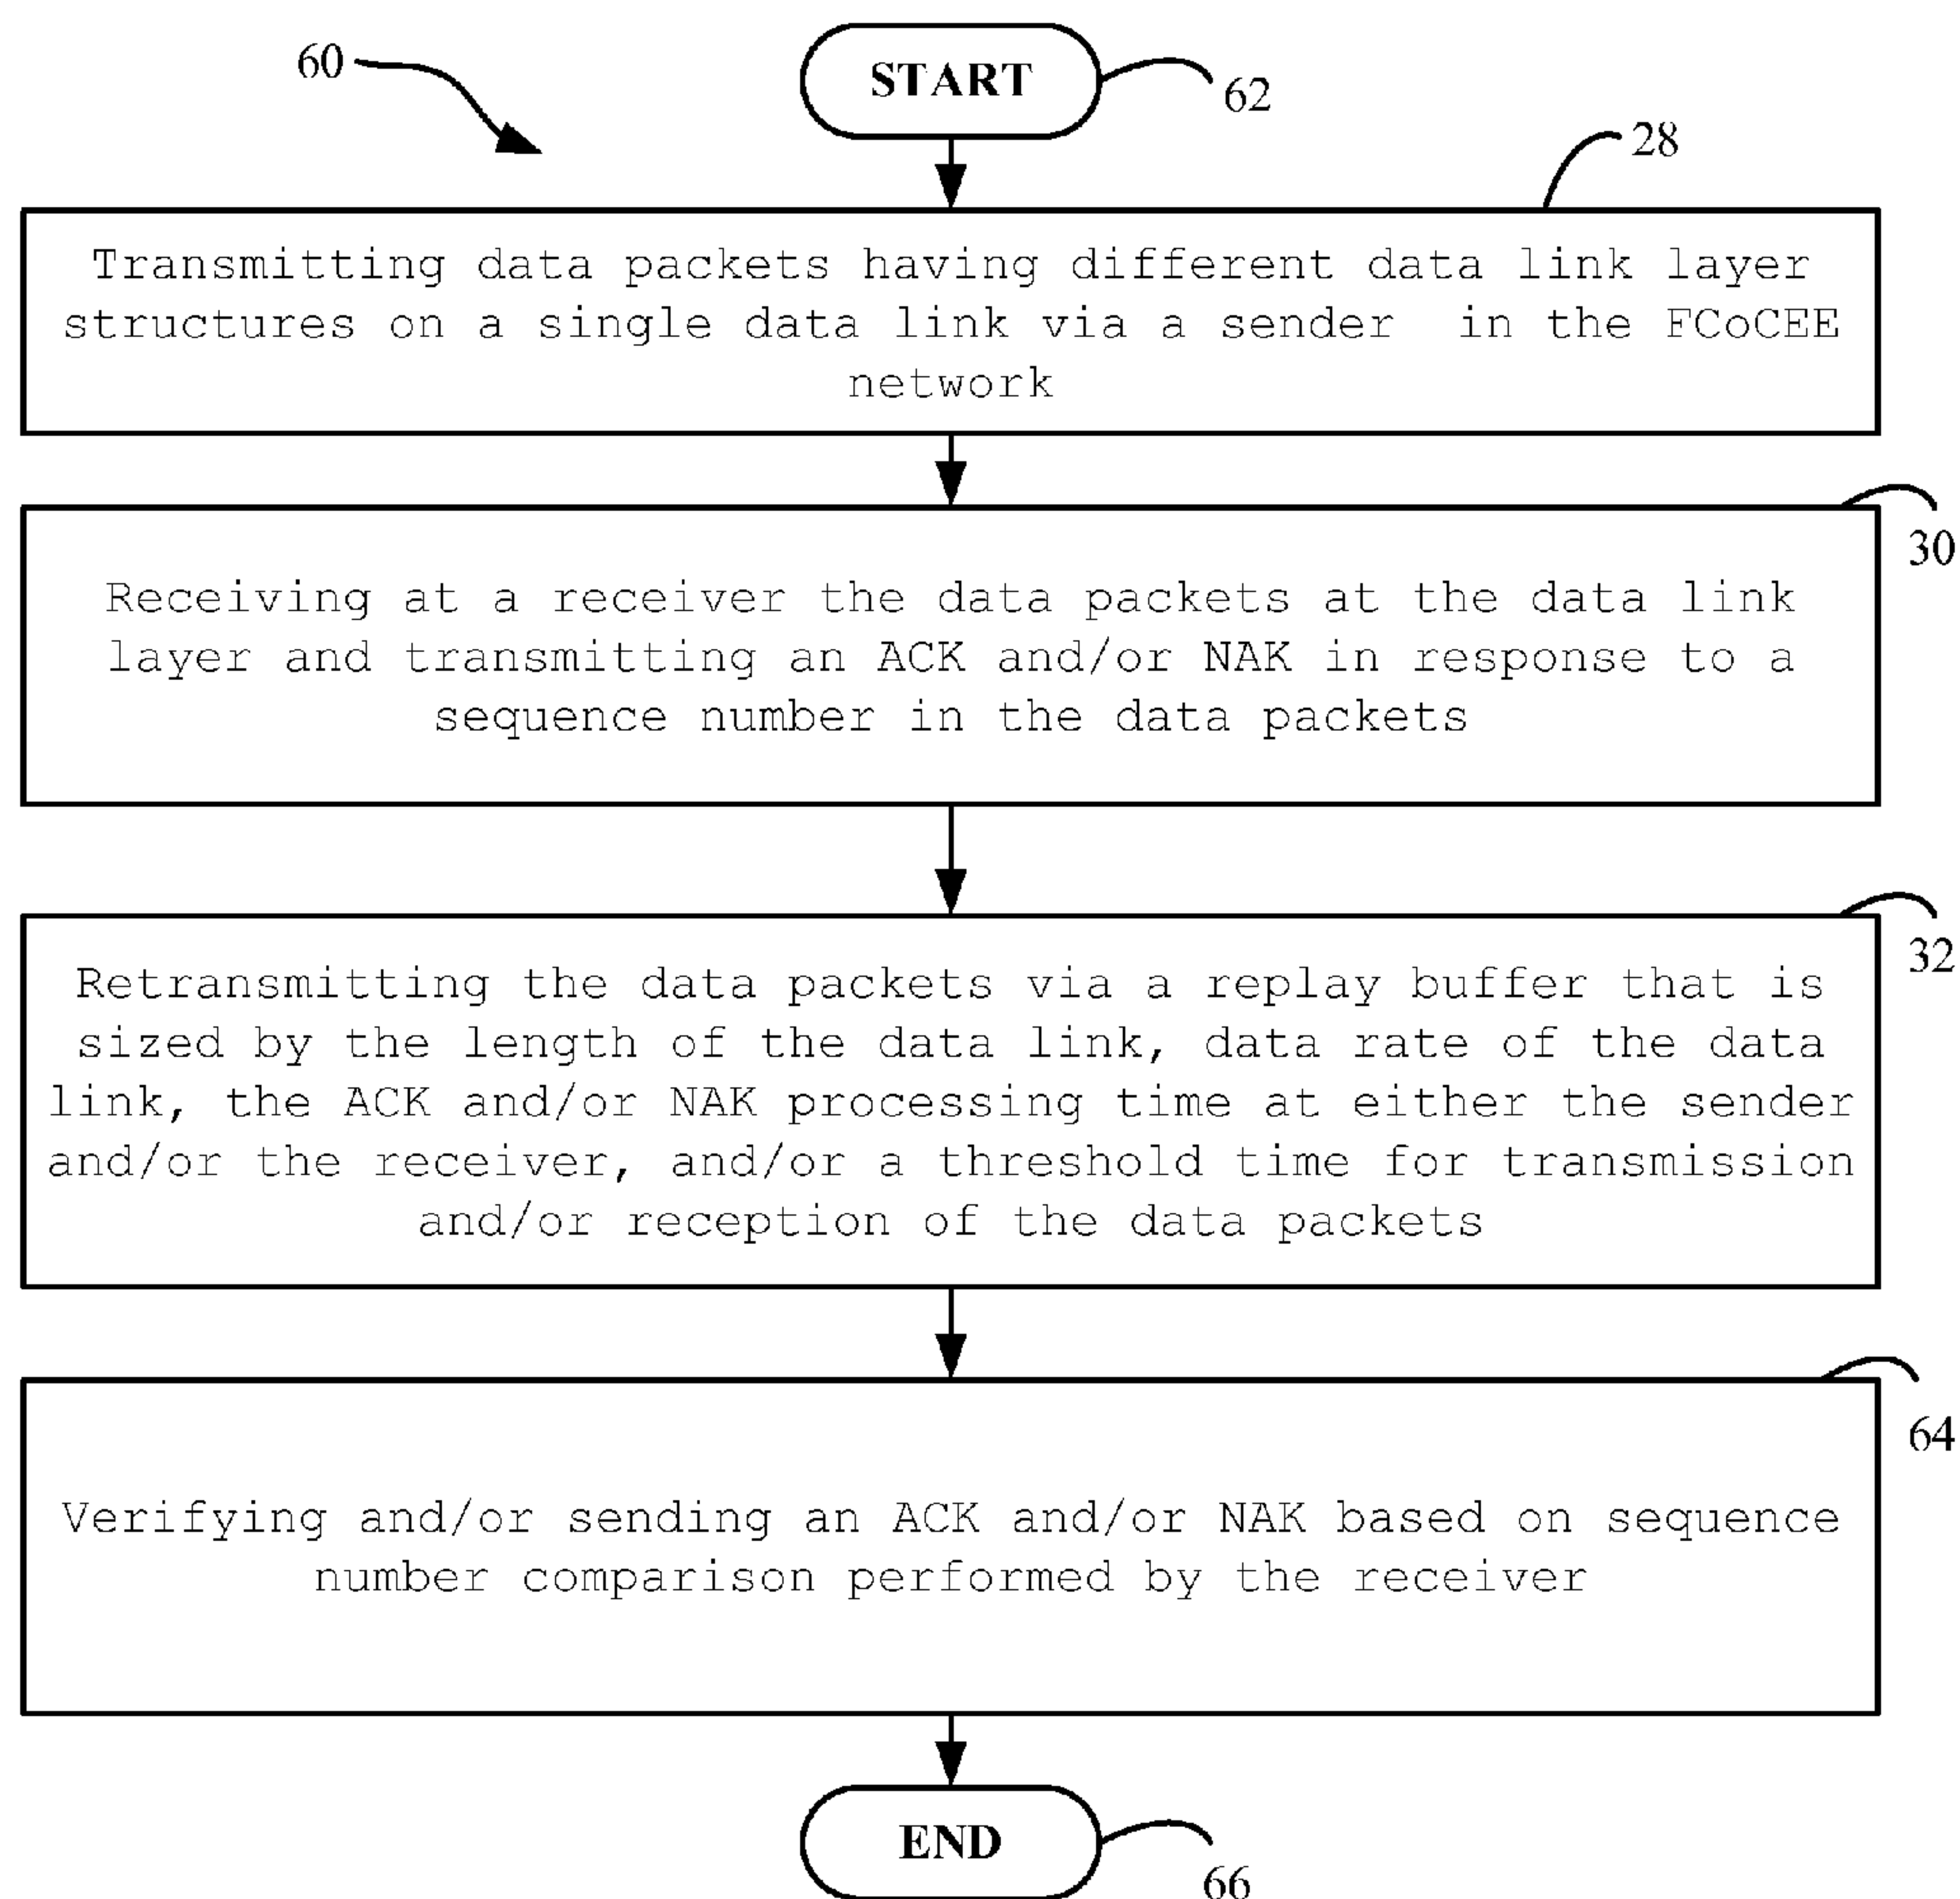 60
START
62
28
Transmitting data packets having different data link layer
structures on a single data link via a sender in the FCoCEE
network
30
Receiving at a receiver the data packets at the data link
layer and transmitting an ACK and/or NAK in response to a
sequence number in the data packets
32
Retransmitting the data packets via a replay buffer that is
sized by the length of the data link, data rate of the data
link, the ACK and/or NAK processing time at either the sender
and/or the receiver, and/or a threshold time for transmission
and/or reception of the data packets
64
Verifying and/or sending an ACK and/or NAK based on sequence
number comparison performed by the receiver
END
66